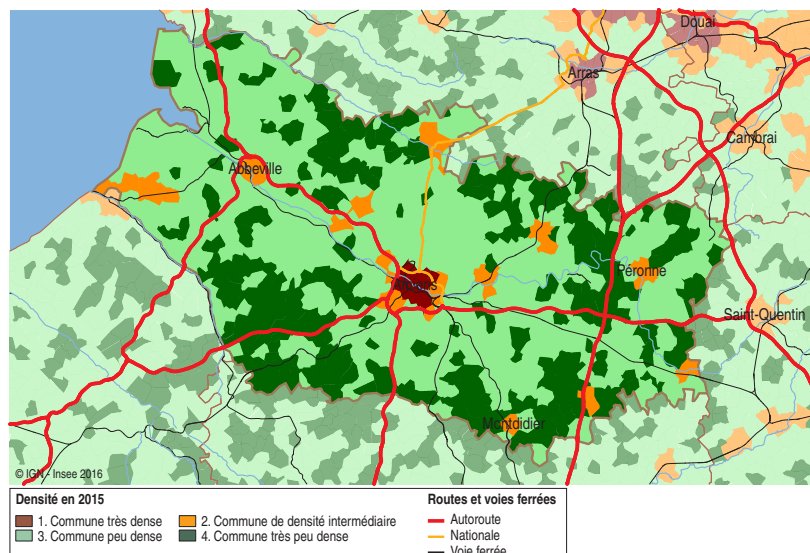 Douai
Arras
Cambrai
Abbeville
Amiens
Péronne
Saint-Quentin
Montdidier
© IGN - Insee 2016
Densité en 2015
1. Commune très dense
2. Commune de densité intermédiaire
3. Commune peu dense
4. Commune très peu dense
Routes et voies ferrées
Autoroute
Nationale
Voie ferrée